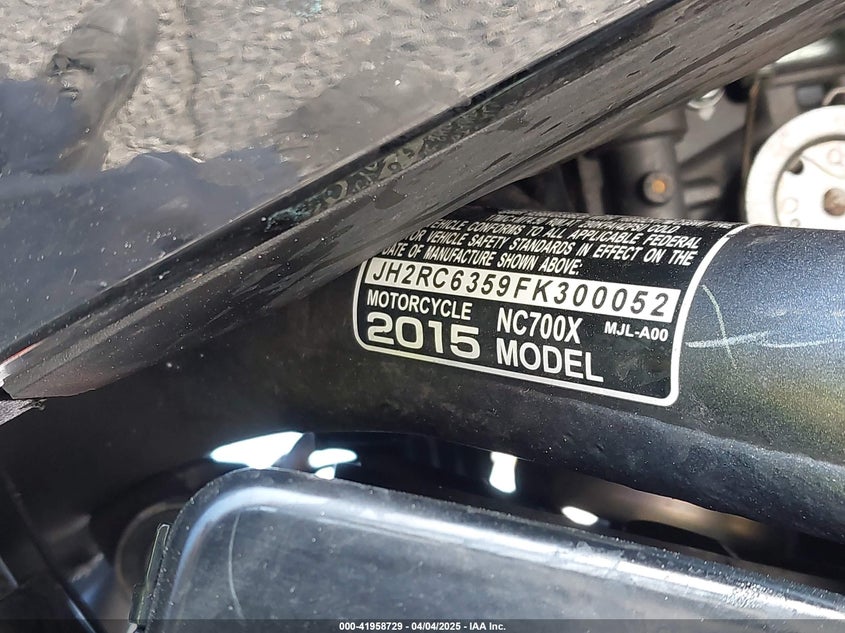 VEHICLE CONFORMS TO ALL APPLICABLE FEDERAL
VEHICLE SAFETY STANDARDS IN EFFECT ON THE
DATE OF MANUFACTURE SHOWN ABOVE:
JH2RC6359FK300052
MOTORCYCLE NC700X MJL-A00
2015 MODEL
000-41958729 - 04/04/2025 - IAA Inc.